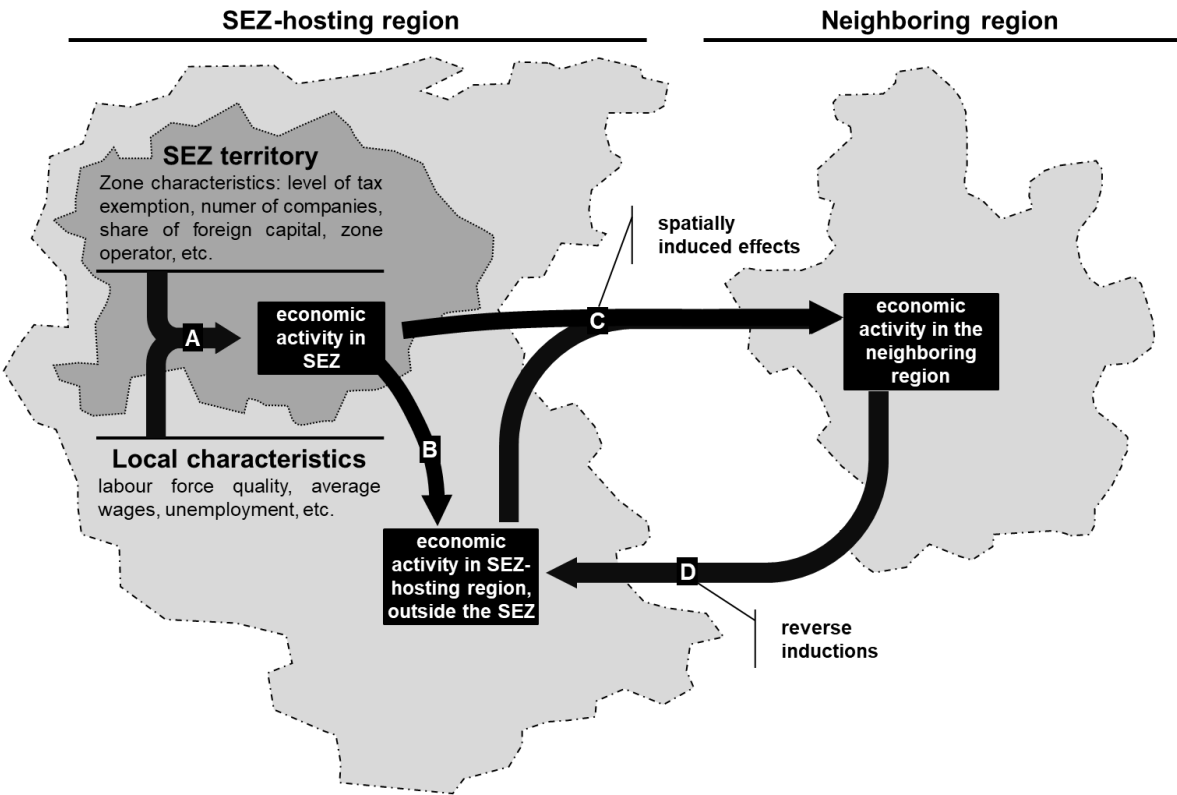 SEZ-hosting region
Neighboring region
SEZ territory
Zone characteristics: level of tax
exemption, numer of companies,
share of foreign capital, zone
operator, etc.
spatially
induced effects
A
economic
activity in
SEZ
C
economic
activity in the
neighboring
region
B
Local characteristics
labour force quality, average
wages, unemployment, etc.
economic
activity in SEZ-
hosting region,
outside the SEZ
D
reverse
inductions